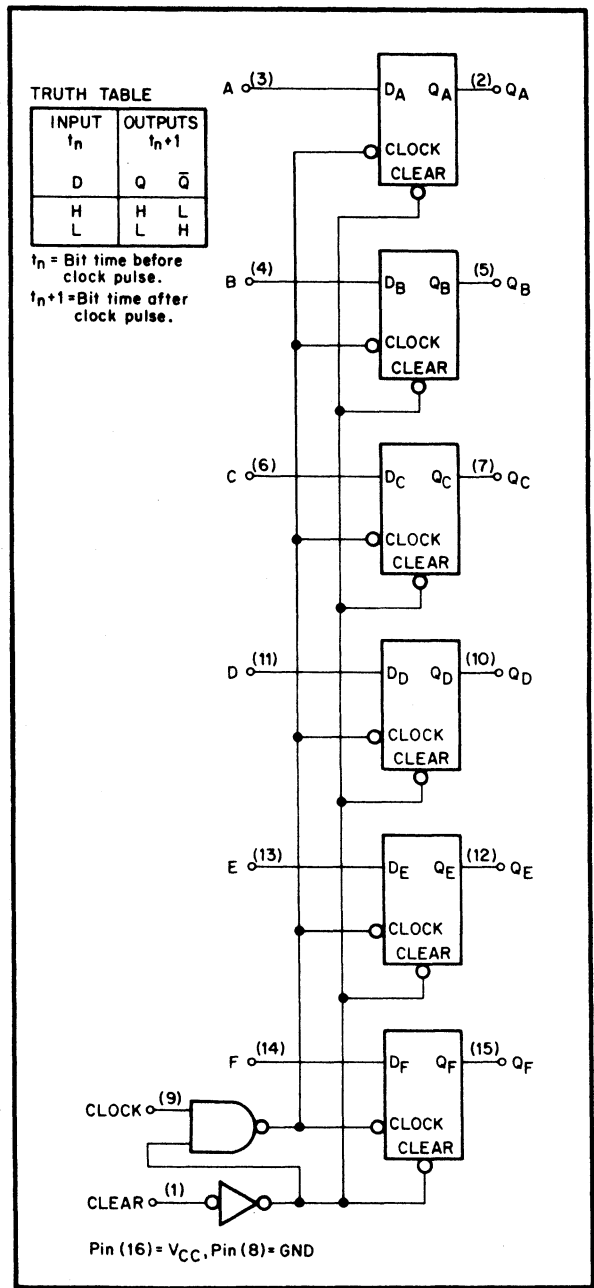 TRUTH TABLE
INPUT OUTPUTS
tn tn+1
D Q Q̅
H H L
L L H
tn = Bit time before
clock pulse.
tn+1 = Bit time after
clock pulse.
A (3) DA QA (2) QA
CLOCK
CLEAR
B (4) DB QB (5) QB
CLOCK
CLEAR
C (6) DC QC (7) QC
CLOCK
CLEAR
D (11) DD QD (10) QD
CLOCK
CLEAR
E (13) DE QE (12) QE
CLOCK
CLEAR
F (14) DF QF (15) QF
CLOCK (9) CLOCK
CLEAR
CLEAR (1)
Pin (16) = VCC, Pin (8) = GND